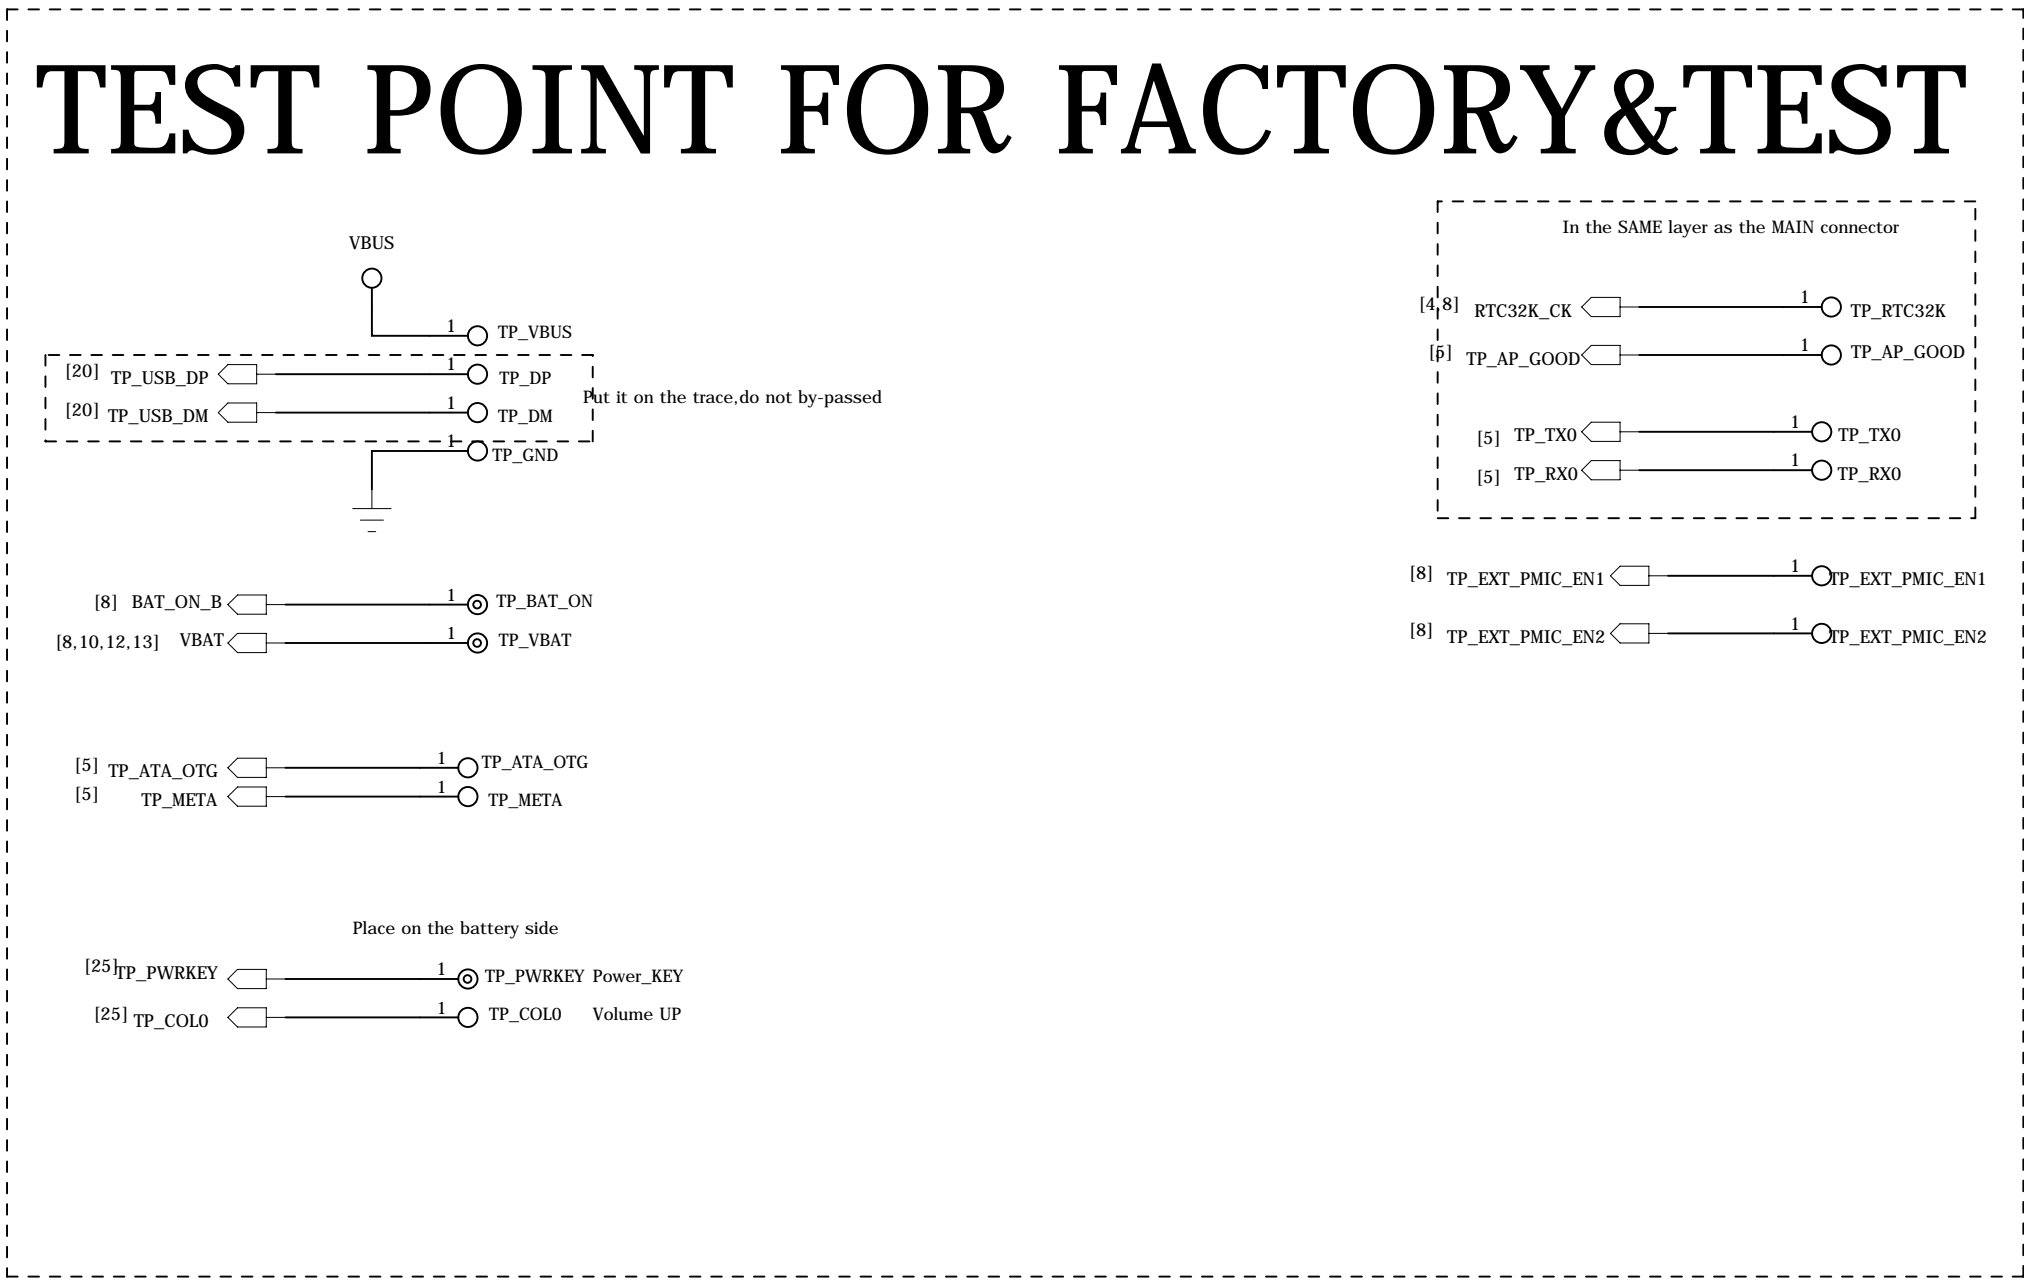 TEST POINT FOR FACTORY&TEST
VBUS
1 TP_VBUS
[20] TP_USB_DP 1 TP_DP
[20] TP_USB_DM 1 TP_DM
Put it on the trace,do not by-passed
1 TP_GND
[8] BAT_ON_B 1 TP_BAT_ON
[8,10,12,13] VBAT 1 TP_VBAT
[5] TP_ATA_OTG 1 TP_ATA_OTG
[5] TP_META 1 TP_META
Place on the battery side
[25] TP_PWRKEY 1 TP_PWRKEY Power_KEY
[25] TP_COL0 1 TP_COL0 Volume UP
In the SAME layer as the MAIN connector
[4,8] RTC32K_CK 1 TP_RTC32K
[5] TP_AP_GOOD 1 TP_AP_GOOD
[5] TP_TX0 1 TP_TX0
[5] TP_RX0 1 TP_RX0
[8] TP_EXT_PMIC_EN1 1 TP_EXT_PMIC_EN1
[8] TP_EXT_PMIC_EN2 1 TP_EXT_PMIC_EN2